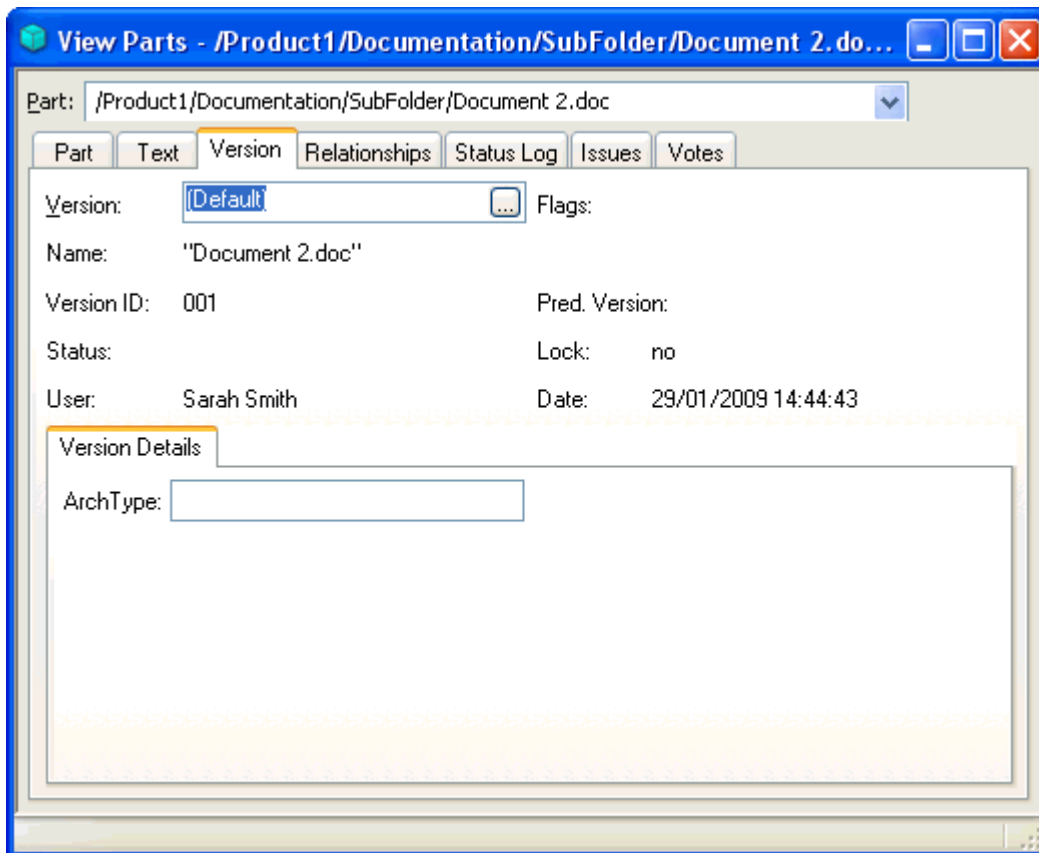 View Parts - /Product1/Documentation/SubFolder/Document 2.do...
Part: /Product1/Documentation/SubFolder/Document 2.doc
Part Text Version Relationships Status Log Issues Votes
Version: (Default) ... Flags:
Name: "Document 2.doc"
Version ID: 001 Pred. Version:
Status: Lock: no
User: Sarah Smith Date: 29/01/2009 14:44:43
Version Details
ArchType: